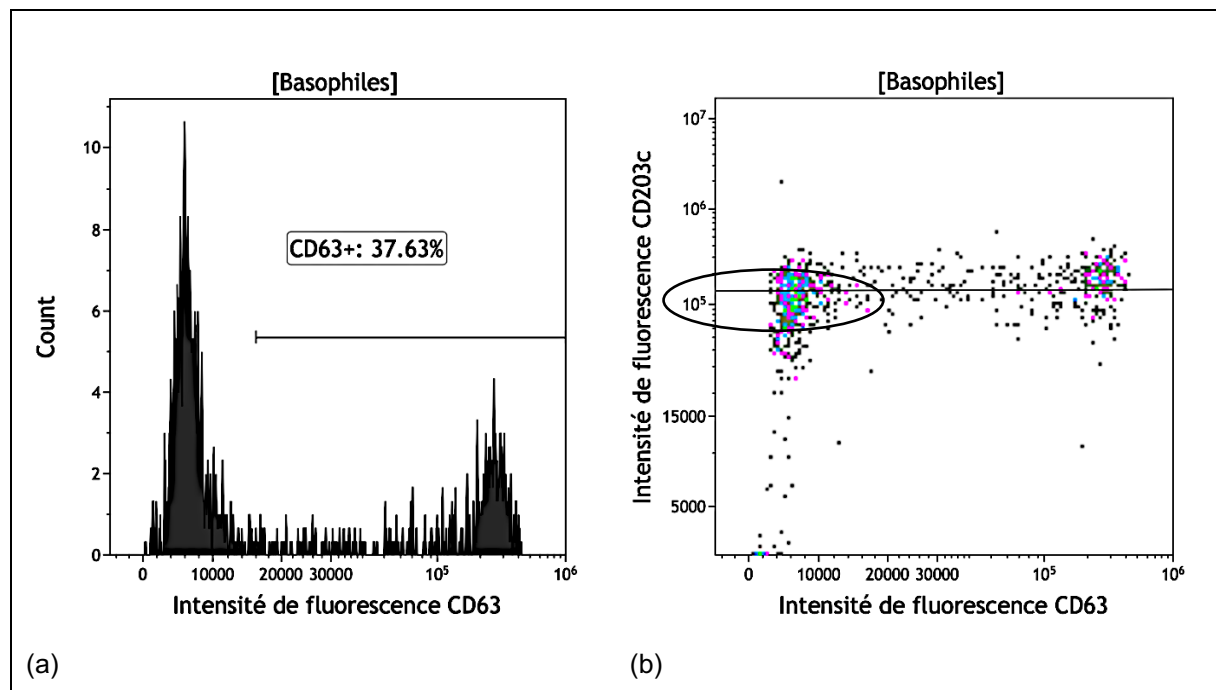 [Basophiles]
Count
10
8
6
4
2
0
CD63+: 37.63%
0
10000
20000
30000
10⁵
10⁶
Intensité de fluorescence CD63
(a)
[Basophiles]
Intensité de fluorescence CD203c
10⁷
10⁶
10⁵
15000
5000
0
10000
20000
30000
10⁵
10⁶
Intensité de fluorescence CD63
(b)